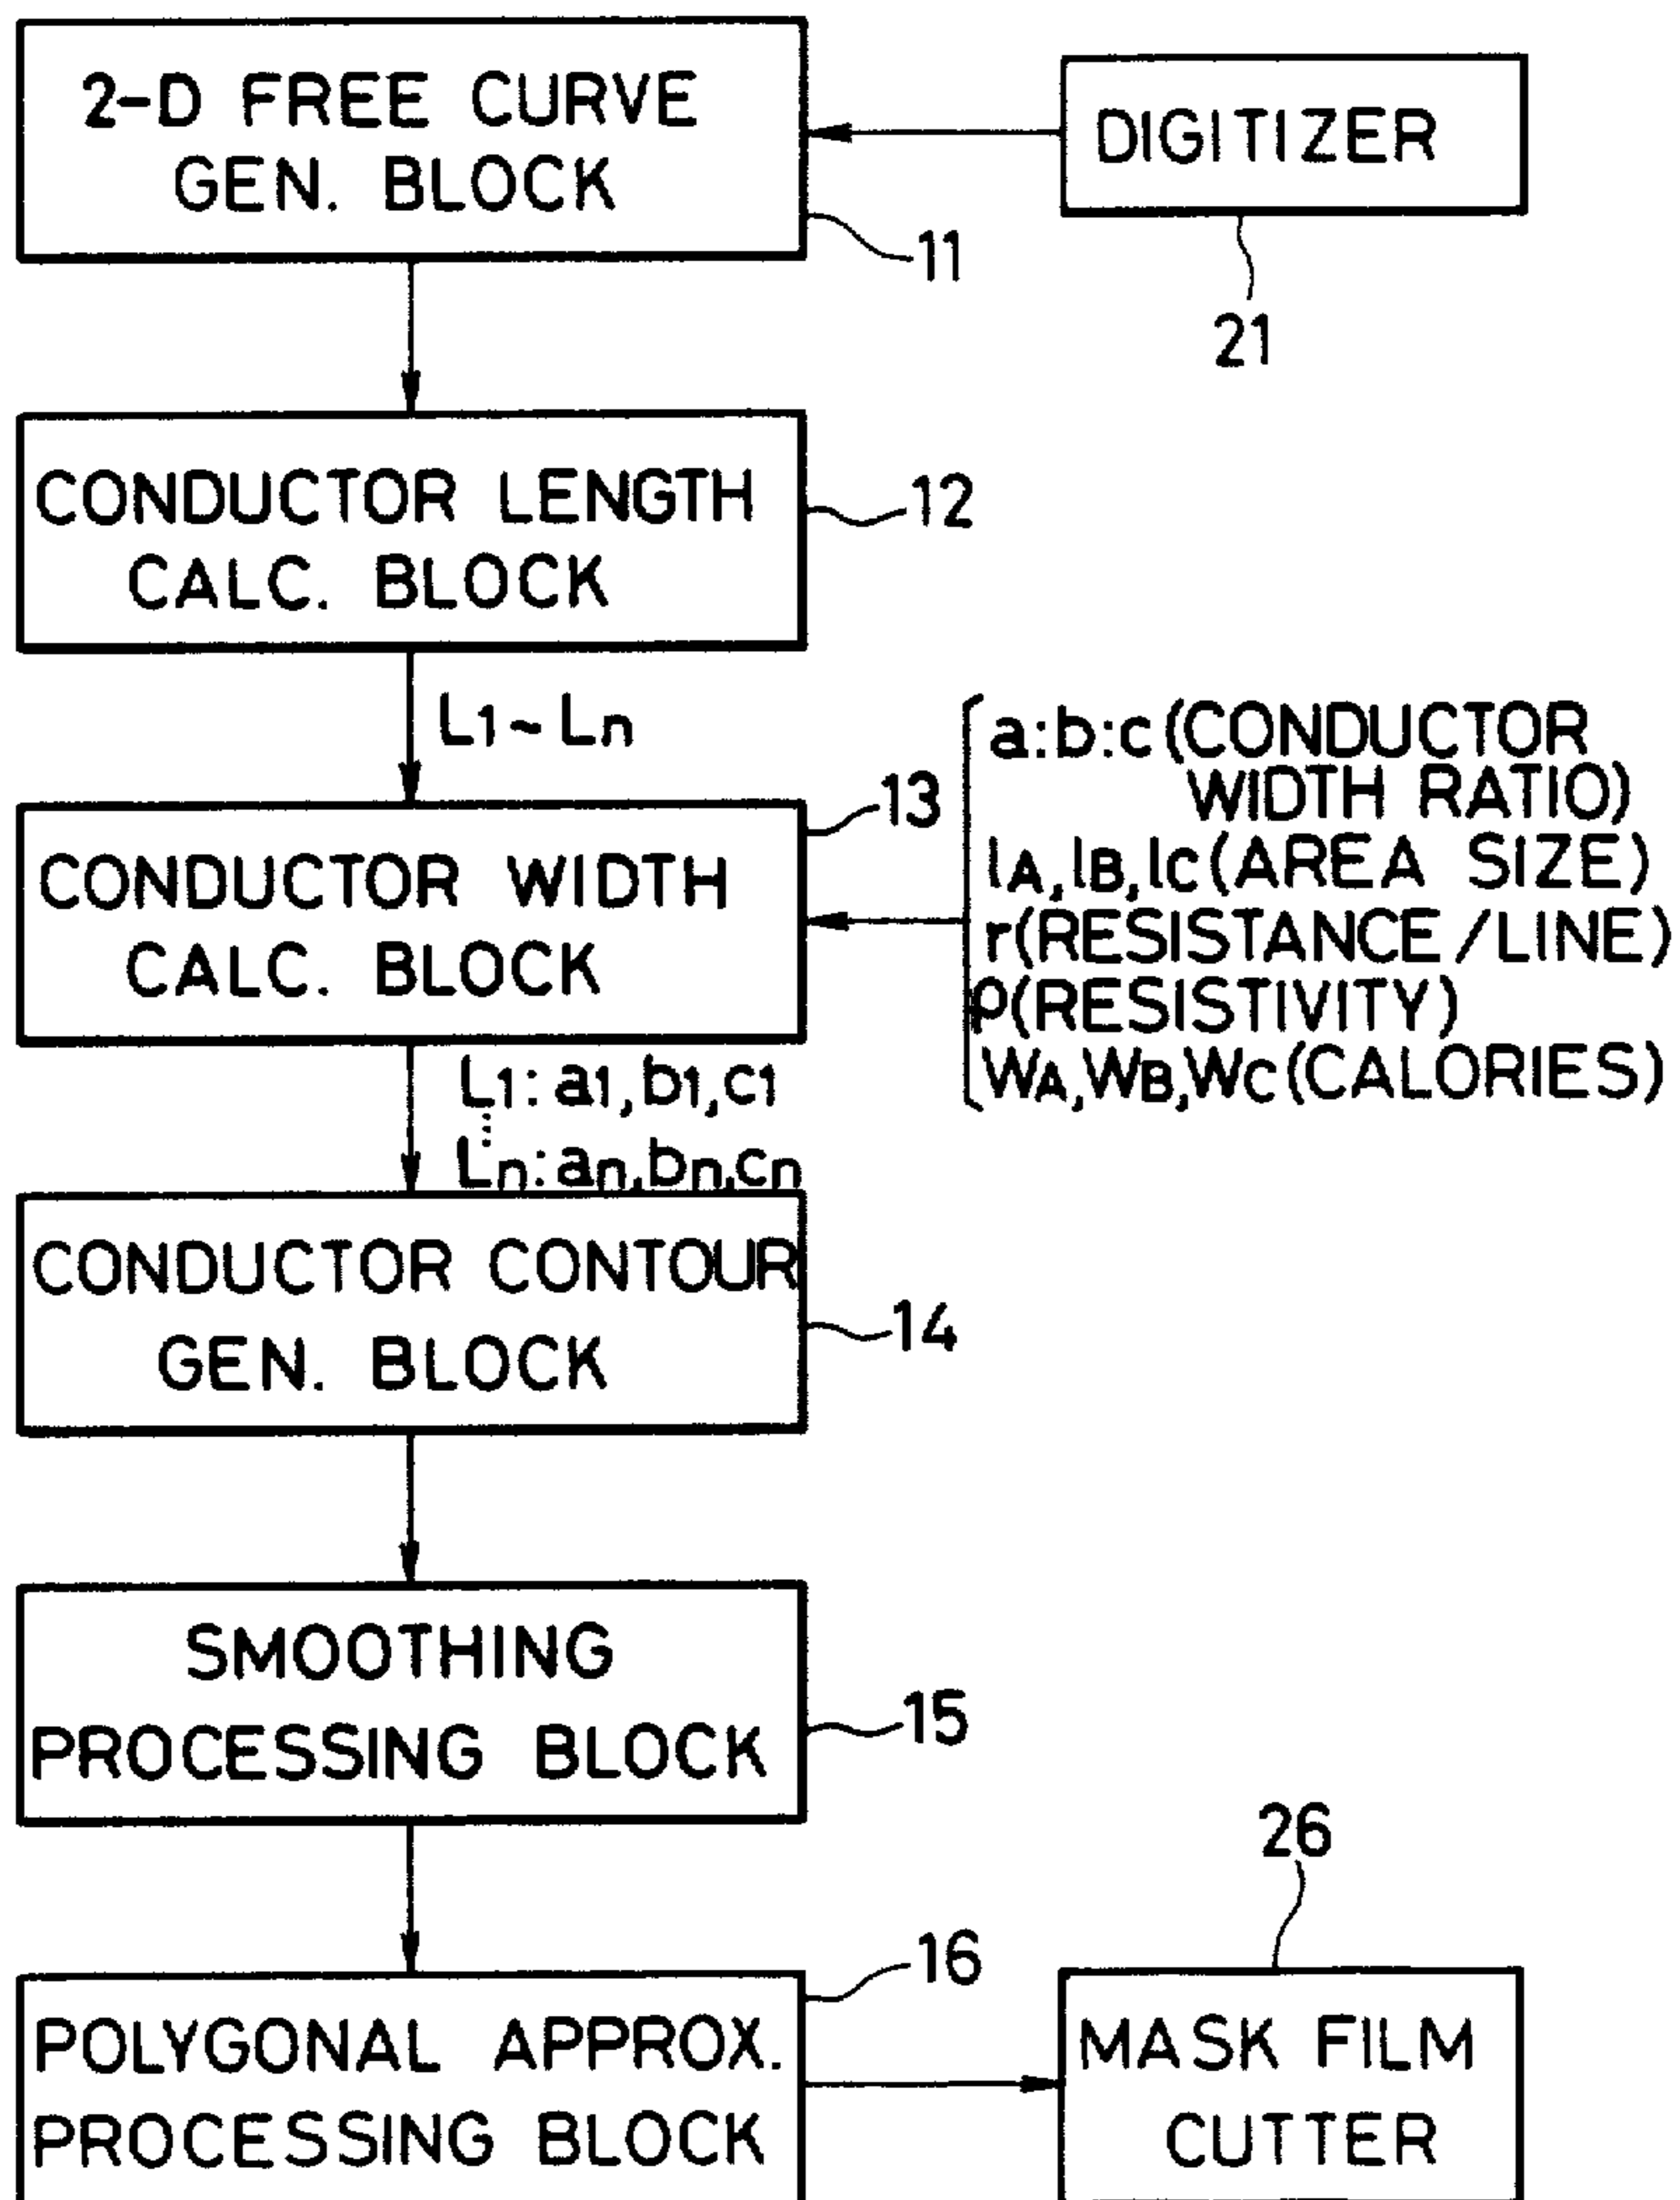 2-D FREE CURVE
GEN. BLOCK
11
DIGITIZER
21
CONDUCTOR LENGTH
CALC. BLOCK
12
L1~Ln
CONDUCTOR WIDTH
CALC. BLOCK
13
a:b:c(CONDUCTOR
WIDTH RATIO)
lA,lB,lC(AREA SIZE)
r(RESISTANCE/LINE)
ρ(RESISTIVITY)
WA,WB,WC(CALORIES)
L1:a1,b1,c1
Ln:an,bn,cn
CONDUCTOR CONTOUR
GEN. BLOCK
14
SMOOTHING
PROCESSING BLOCK
15
POLYGONAL APPROX.
PROCESSING BLOCK
16
26
MASK FILM
CUTTER